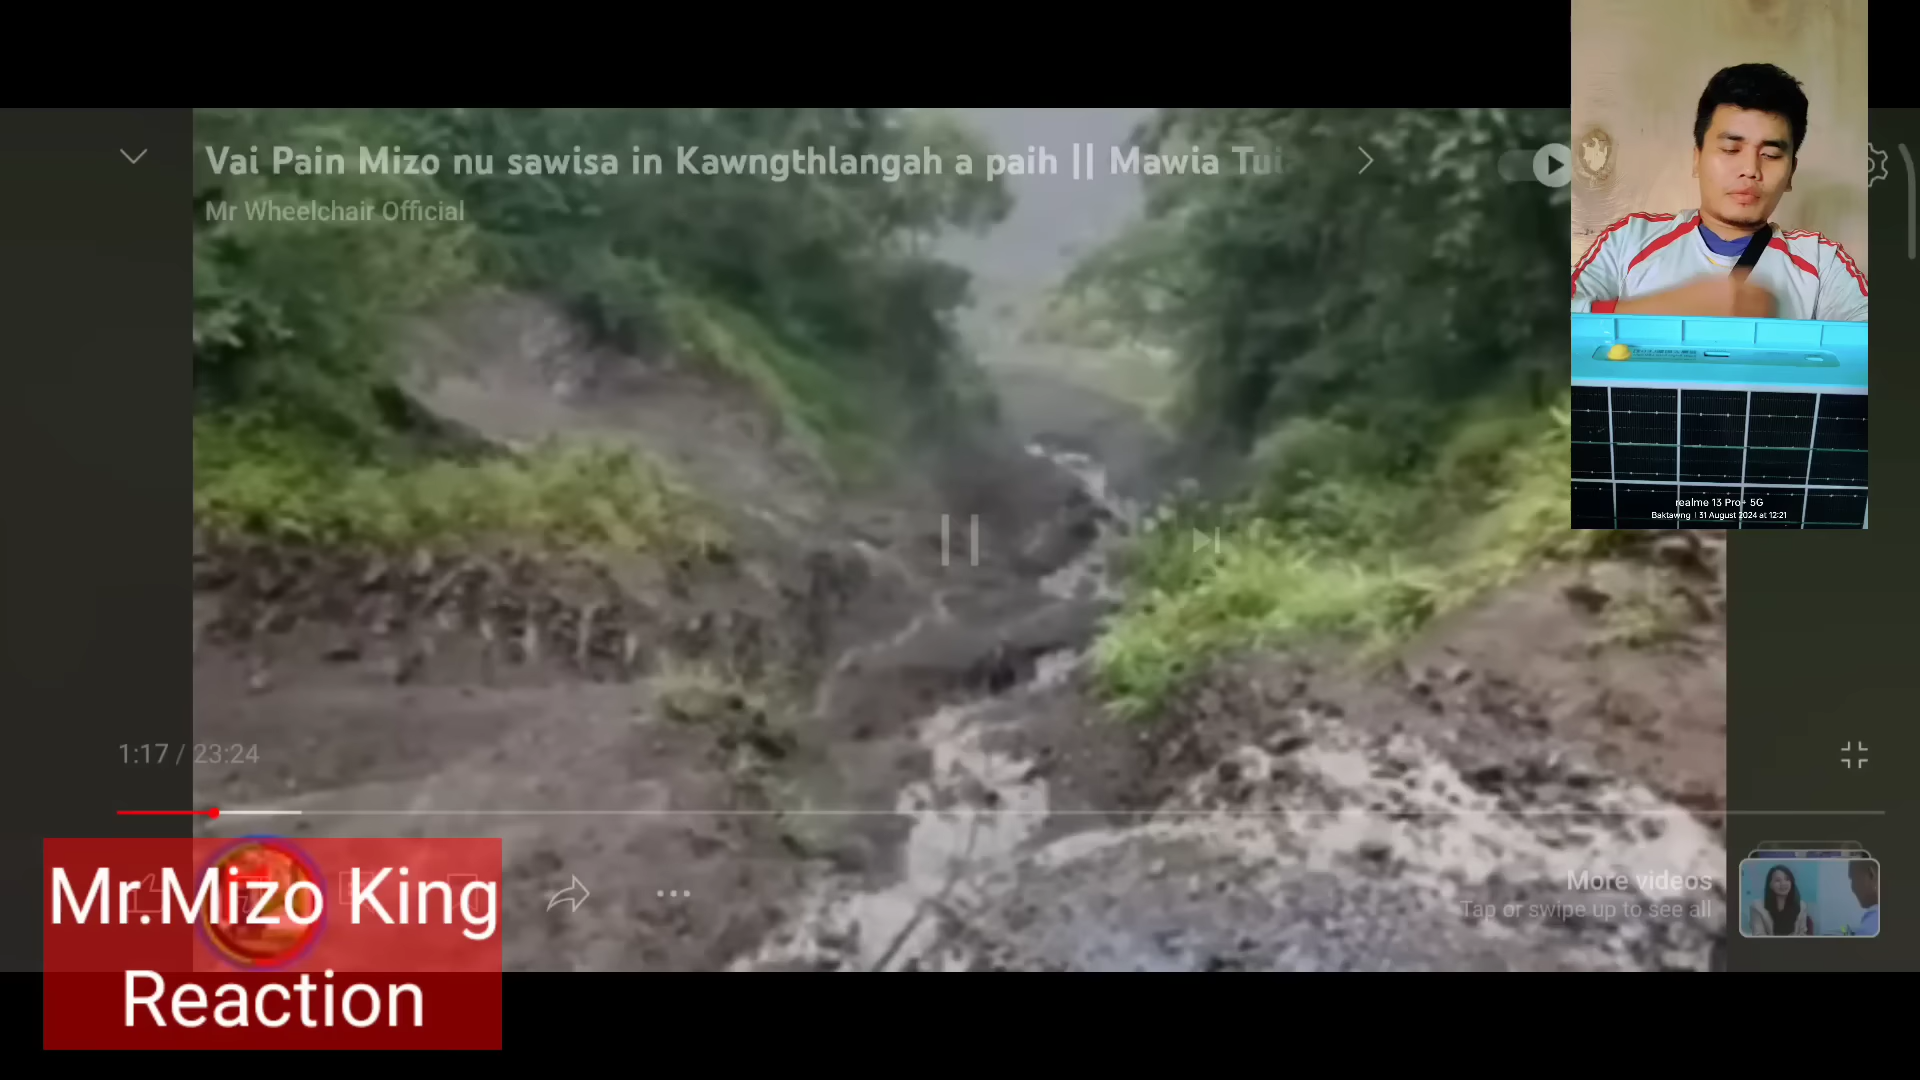 Vai Pain Mizo nu sawisa in Kawngthlangah a paih || Mawia Tui
Mr Wheelchair Official
realme 13 Pro+ 5G
Baktawng | 31 August 2024 at 12:21
1:17 / 23:24
Mr.Mizo King
Reaction
More videos
Tap or swipe up to see all